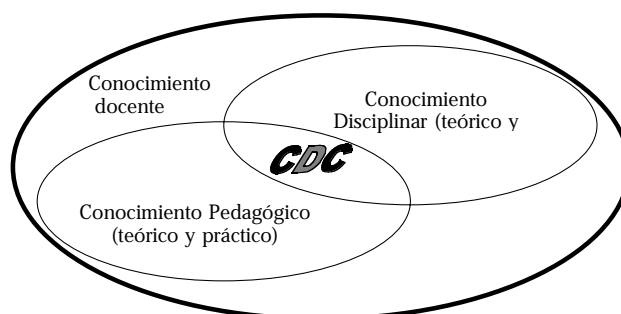 Conocimiento
docente
Conocimiento
Disciplinar (teórico y
CDC
Conocimiento Pedagógico
(teórico y práctico)